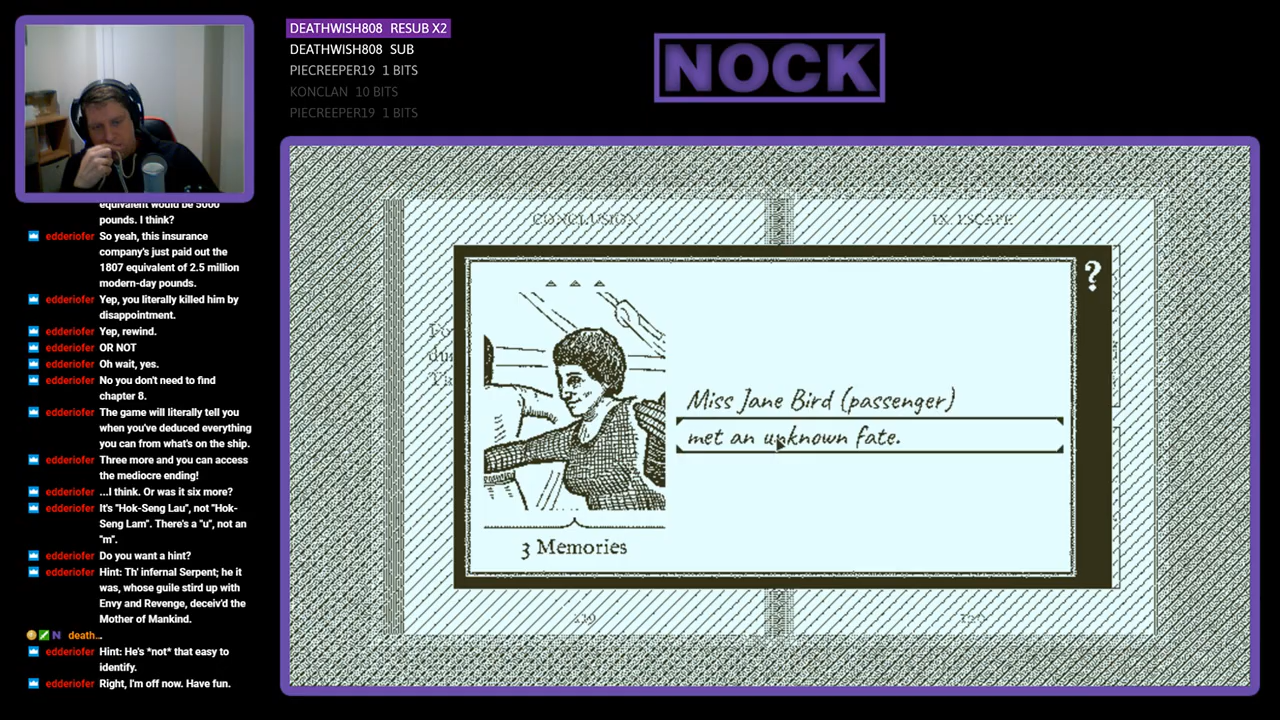 DEATHWISH808 RESUB X2
DEATHWISH808 SUB
PIECREEPER19 1 BITS
KONCLAN 10 BITS
PIECREEPER19 1 BITS
NOCK
equivalent would be 5000
pounds. I think?
edderiofer So yeah, this insurance
company's just paid out the
1807 equivalent of 2.5 million
modern-day pounds.
edderiofer Yep, you literally killed him by
disappointment.
edderiofer Yep, rewind.
edderiofer OR NOT
edderiofer Oh wait, yes.
edderiofer No you don't need to find
chapter 8.
edderiofer The game will literally tell you
when you've deduced everything
you can from what's on the ship.
edderiofer Three more and you can access
the mediocre ending!
edderiofer ...I think. Or was it six more?
edderiofer It's "Hok-Seng Lau", not "Hok-
Seng Lam". There's a "u", not an
"m".
edderiofer Do you want a hint?
edderiofer Hint: Th' infernal Serpent; he it
was, whose guile stird up with
Envy and Revenge, deceiv'd the
Mother of Mankind.
N death...
edderiofer Hint: He's *not* that easy to
identify.
edderiofer Right, I'm off now. Have fun.
CONCLUSION
IX. ESCAPE
?
Miss Jane Bird (passenger)
met an unknown fate.
3 Memories
119
120